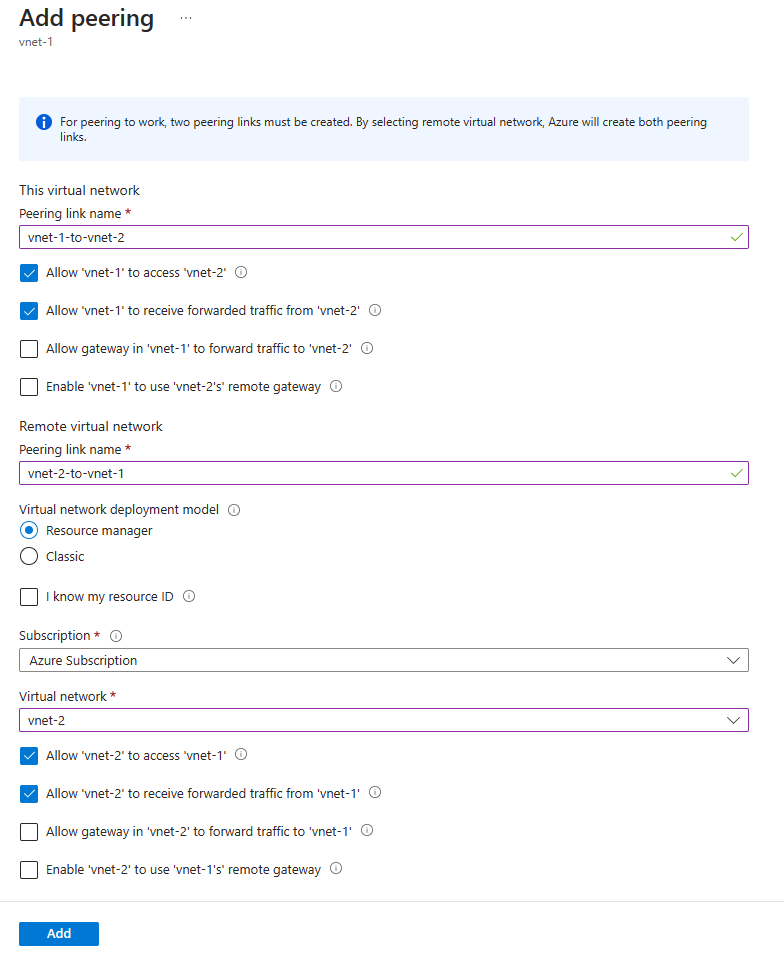 Add peering ...
vnet-1
For peering to work, two peering links must be created. By selecting remote virtual network, Azure will create both peering
links.
This virtual network
Peering link name *
vnet-1-to-vnet-2
Allow 'vnet-1' to access 'vnet-2'
Allow 'vnet-1' to receive forwarded traffic from 'vnet-2'
Allow gateway in 'vnet-1' to forward traffic to 'vnet-2'
Enable 'vnet-1' to use 'vnet-2's' remote gateway
Remote virtual network
Peering link name *
vnet-2-to-vnet-1
Virtual network deployment model
Resource manager
Classic
I know my resource ID
Subscription *
Azure Subscription
Virtual network *
vnet-2
Allow 'vnet-2' to access 'vnet-1'
Allow 'vnet-2' to receive forwarded traffic from 'vnet-1'
Allow gateway in 'vnet-2' to forward traffic to 'vnet-1'
Enable 'vnet-2' to use 'vnet-1's' remote gateway
Add